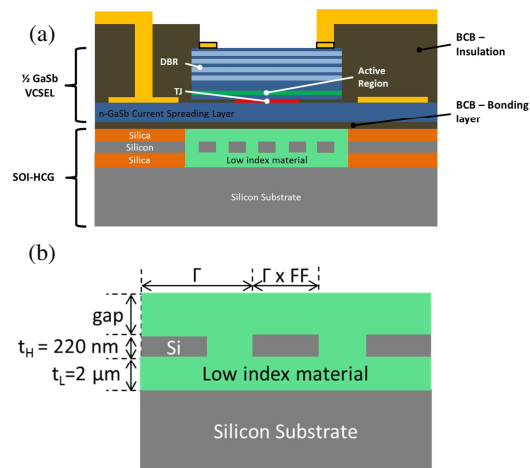 (a)
BCB –
Insulation
DBR
Active
Region
½ GaSb
VCSEL
TJ
n-GaSb Current Spreading Layer
BCB – Bonding
layer
Silica
Silicon
Low index material
Silica
SOI-HCG
Silicon Substrate
(b)
Γ
Γ x FF
gap
tH = 220 nm
Si
tL=2 µm
Low index material
Silicon Substrate